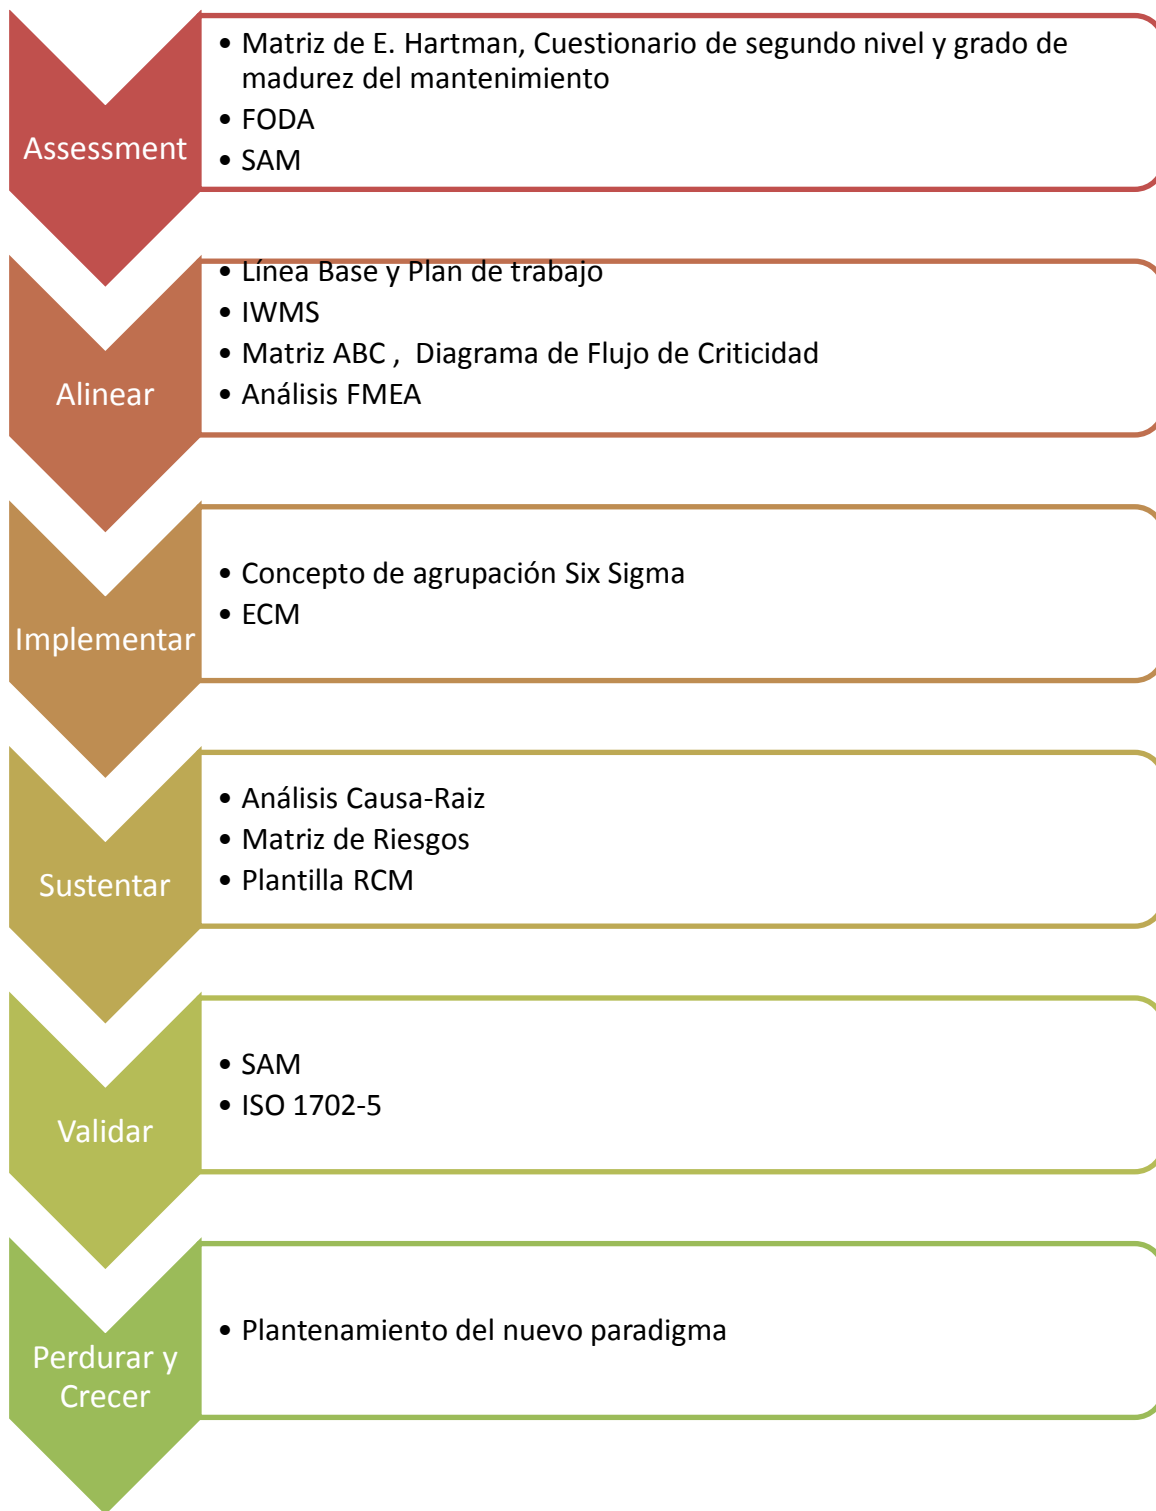 Assessment
• Matriz de E. Hartman, Cuestionario de segundo nivel y grado de
madurez del mantenimiento
• FODA
• SAM
Alinear
• Línea Base y Plan de trabajo
• IWMS
• Matriz ABC , Diagrama de Flujo de Criticidad
• Análisis FMEA
Implementar
• Concepto de agrupación Six Sigma
• ECM
Sustentar
• Análisis Causa-Raiz
• Matriz de Riesgos
• Plantilla RCM
Validar
• SAM
• ISO 1702-5
Perdurar y
Crecer
• Plantenamiento del nuevo paradigma